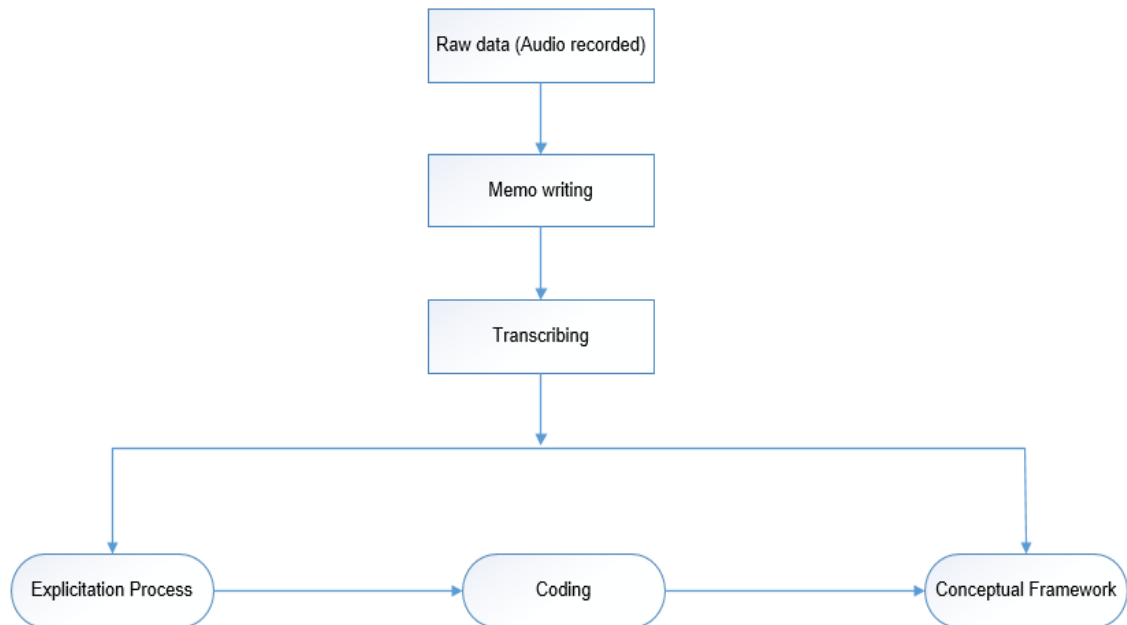 Raw data (Audio recorded)
Memo writing
Transcribing
Explicitation Process
Coding
Conceptual Framework